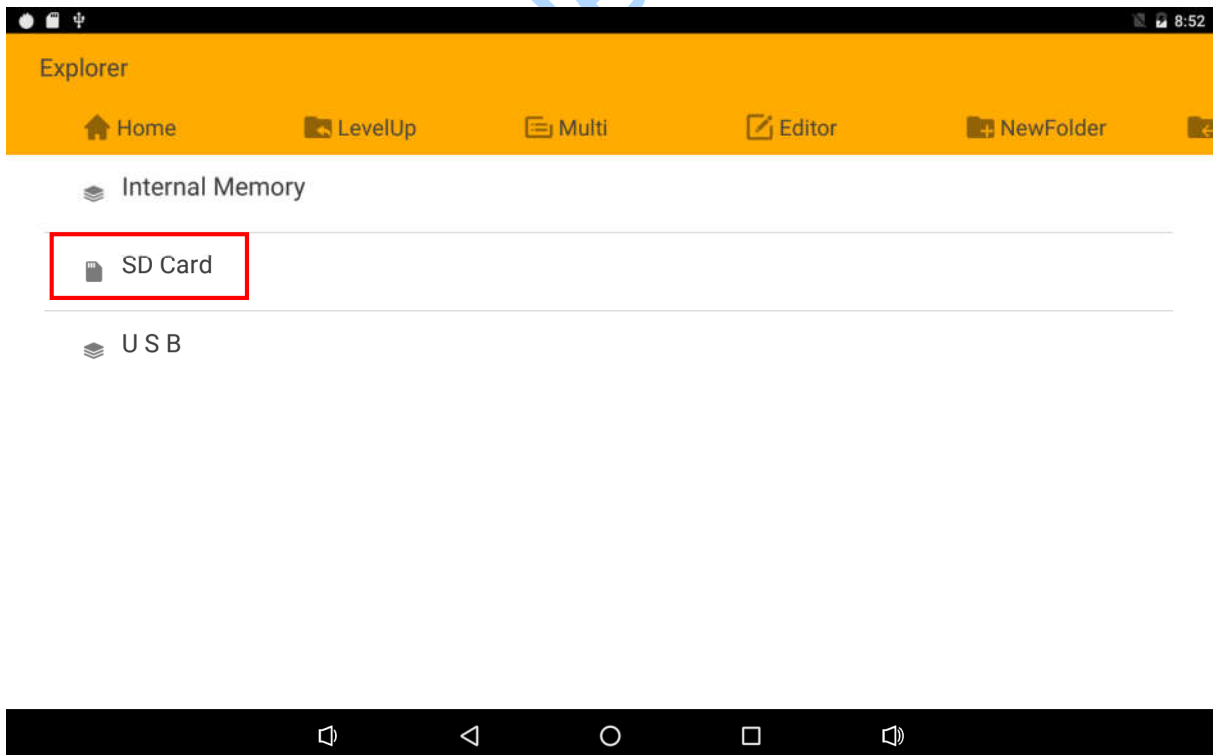 8:52
Explorer
Home LevelUp Multi Editor NewFolder
Internal Memory
SD Card
U S B